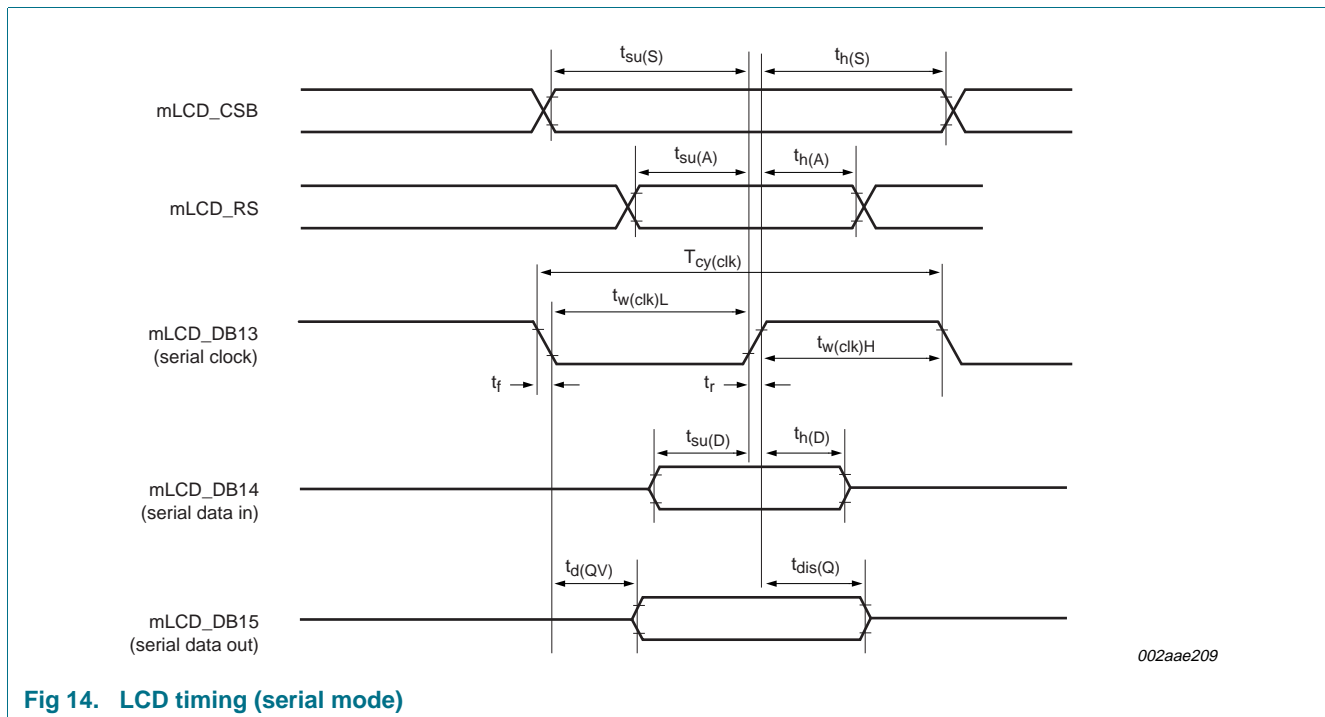 tsu(S)
th(S)
mLCD_CSB
tsu(A)
th(A)
mLCD_RS
Tcy(clk)
tw(clk)L
mLCD_DB13
(serial clock)
tw(clk)H
tf
tr
tsu(D)
th(D)
mLCD_DB14
(serial data in)
td(QV)
tdis(Q)
mLCD_DB15
(serial data out)
002aae209
Fig 14. LCD timing (serial mode)